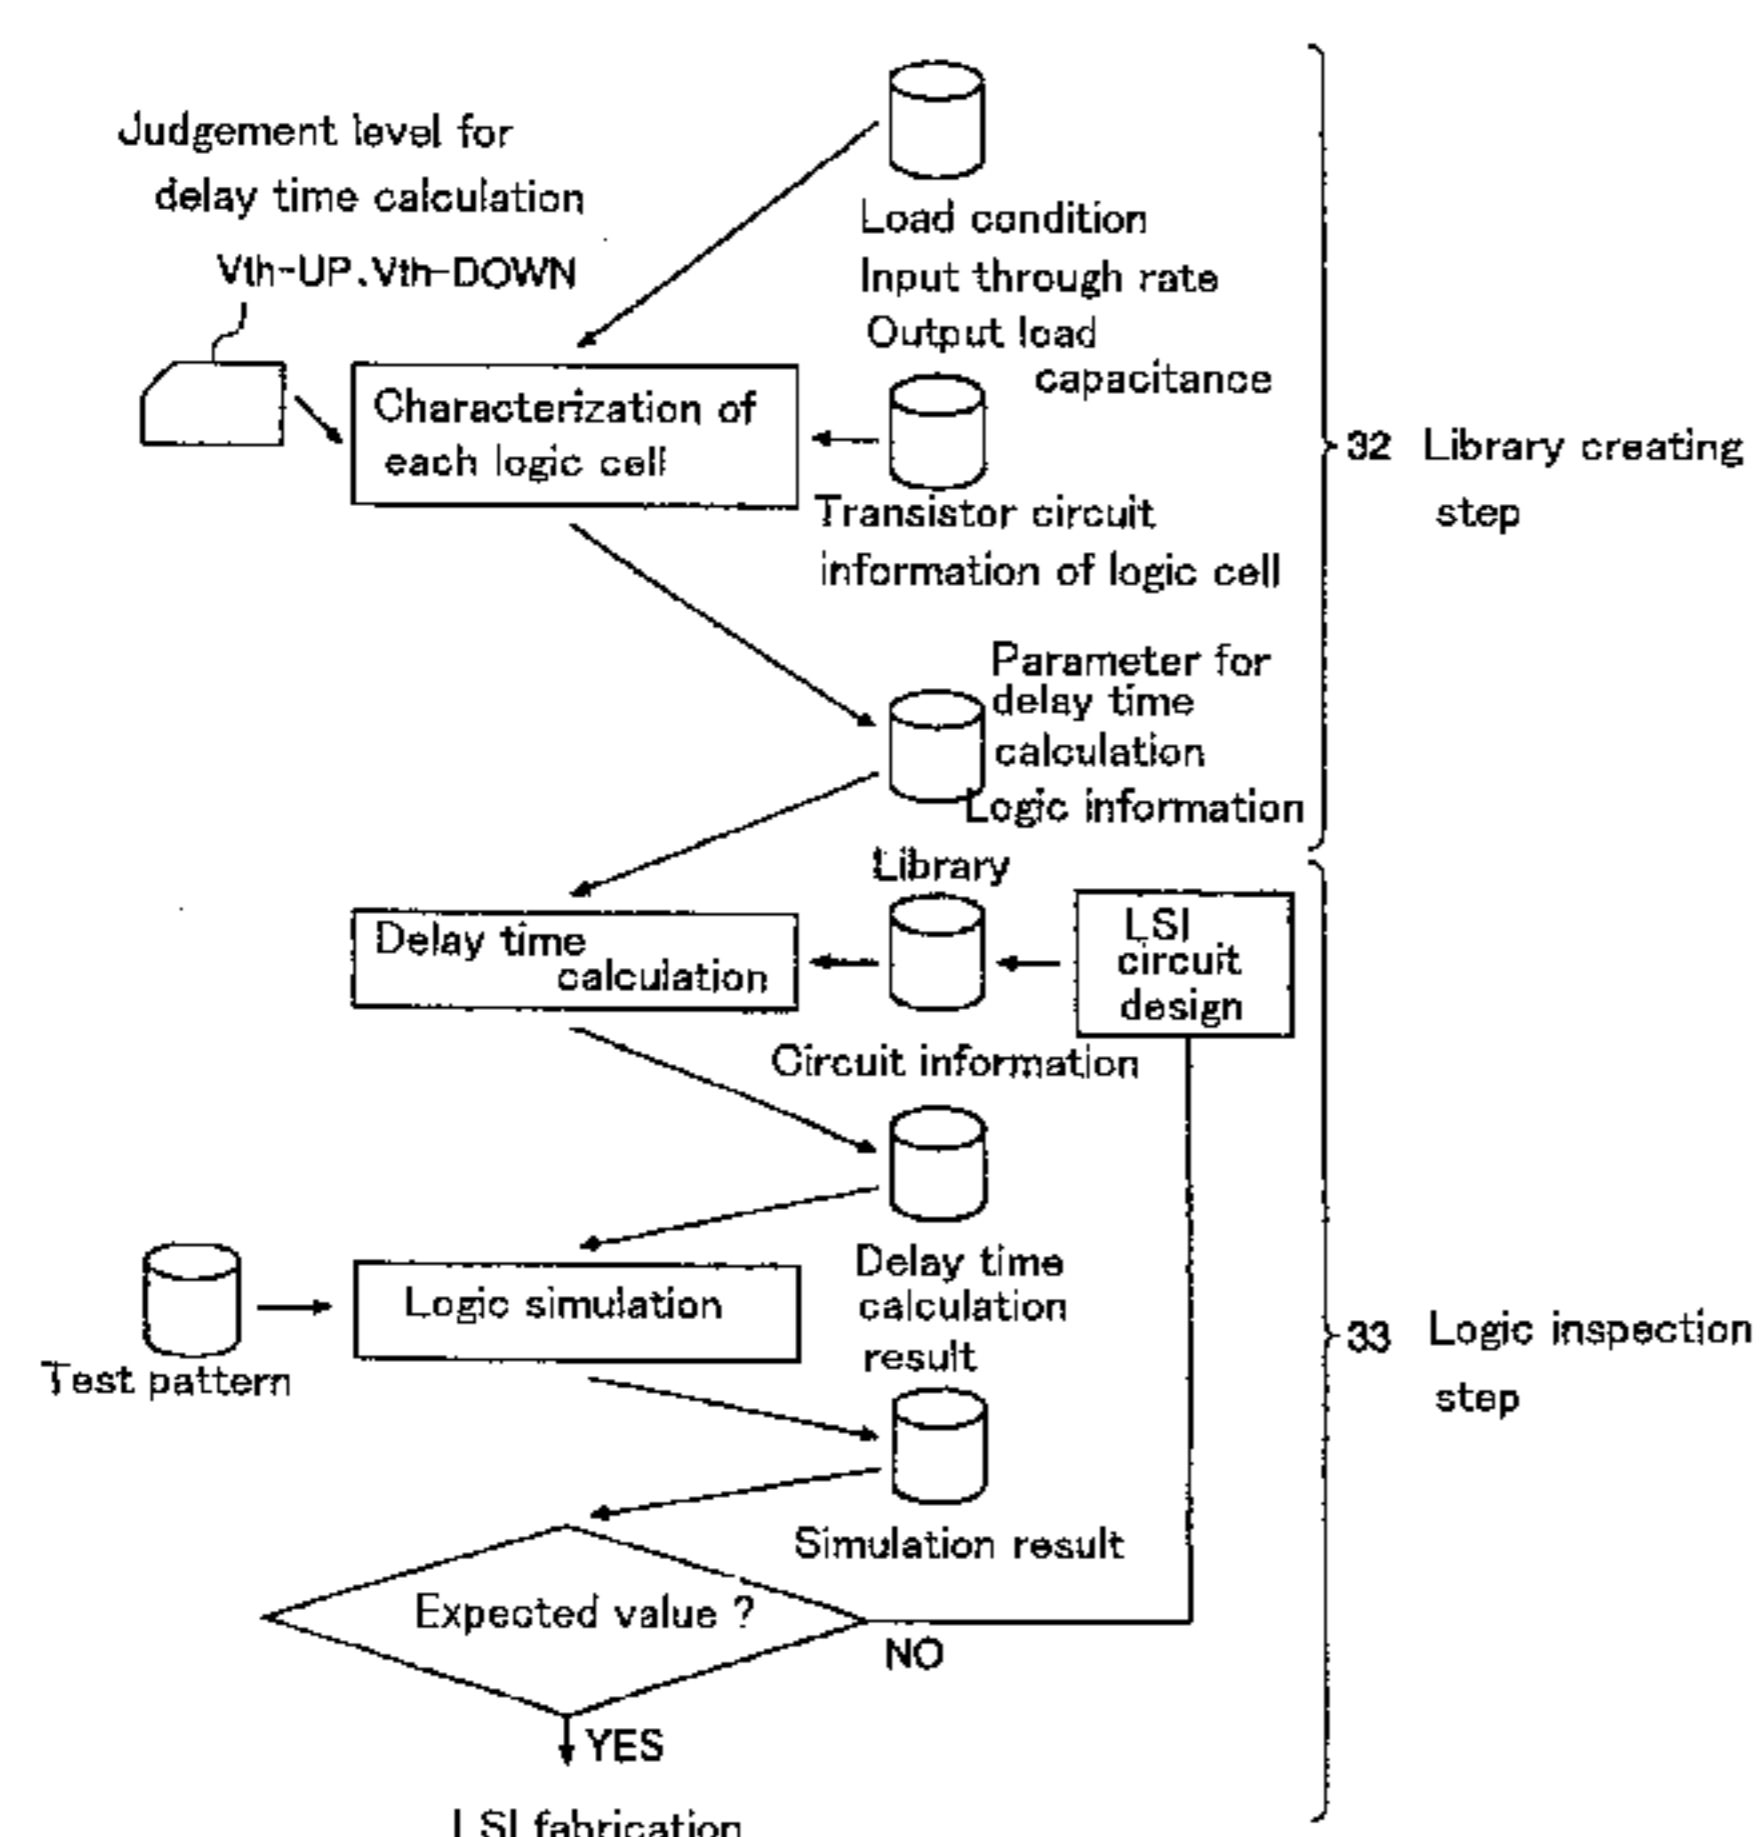 Judgement level for
delay time calculation
Vth-UP.Vth-DOWN
Load condition
Input through rate
Output load
capacitance
Characterization of
each logic cell
Transistor circuit
information of logic cell
32 Library creating
step
Parameter for
delay time
calculation
Logic information
Library
Delay time
calculation
LSI
circuit
design
Circuit information
Delay time
calculation
result
Logic simulation
Test pattern
33 Logic inspection
step
Simulation result
Expected value ?
NO
YES
LSI fabrication